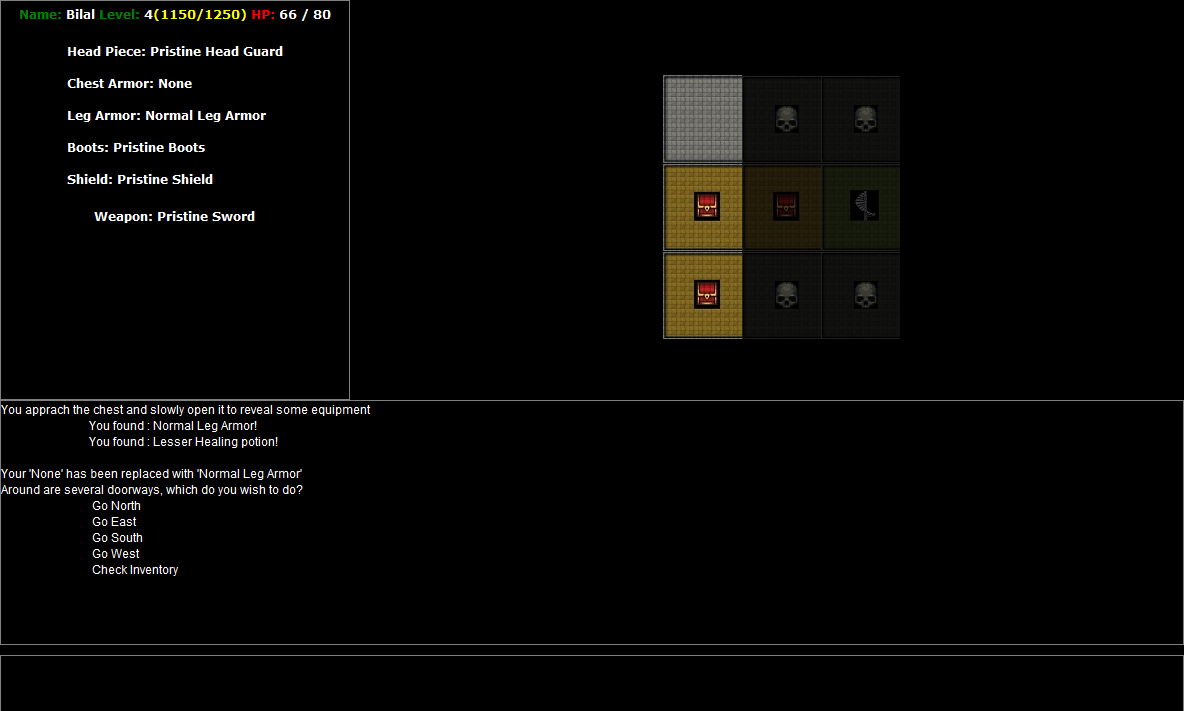 Name: Bilal Level: 4(1150/1250) HP: 66 / 80
Head Piece: Pristine Head Guard
Chest Armor: None
Leg Armor: Normal Leg Armor
Boots: Pristine Boots
Shield: Pristine Shield
Weapon: Pristine Sword
You apprach the chest and slowly open it to reveal some equipment
You found : Normal Leg Armor!
You found : Lesser Healing potion!
Your 'None' has been replaced with 'Normal Leg Armor'
Around are several doorways, which do you wish to do?
Go North
Go East
Go South
Go West
Check Inventory